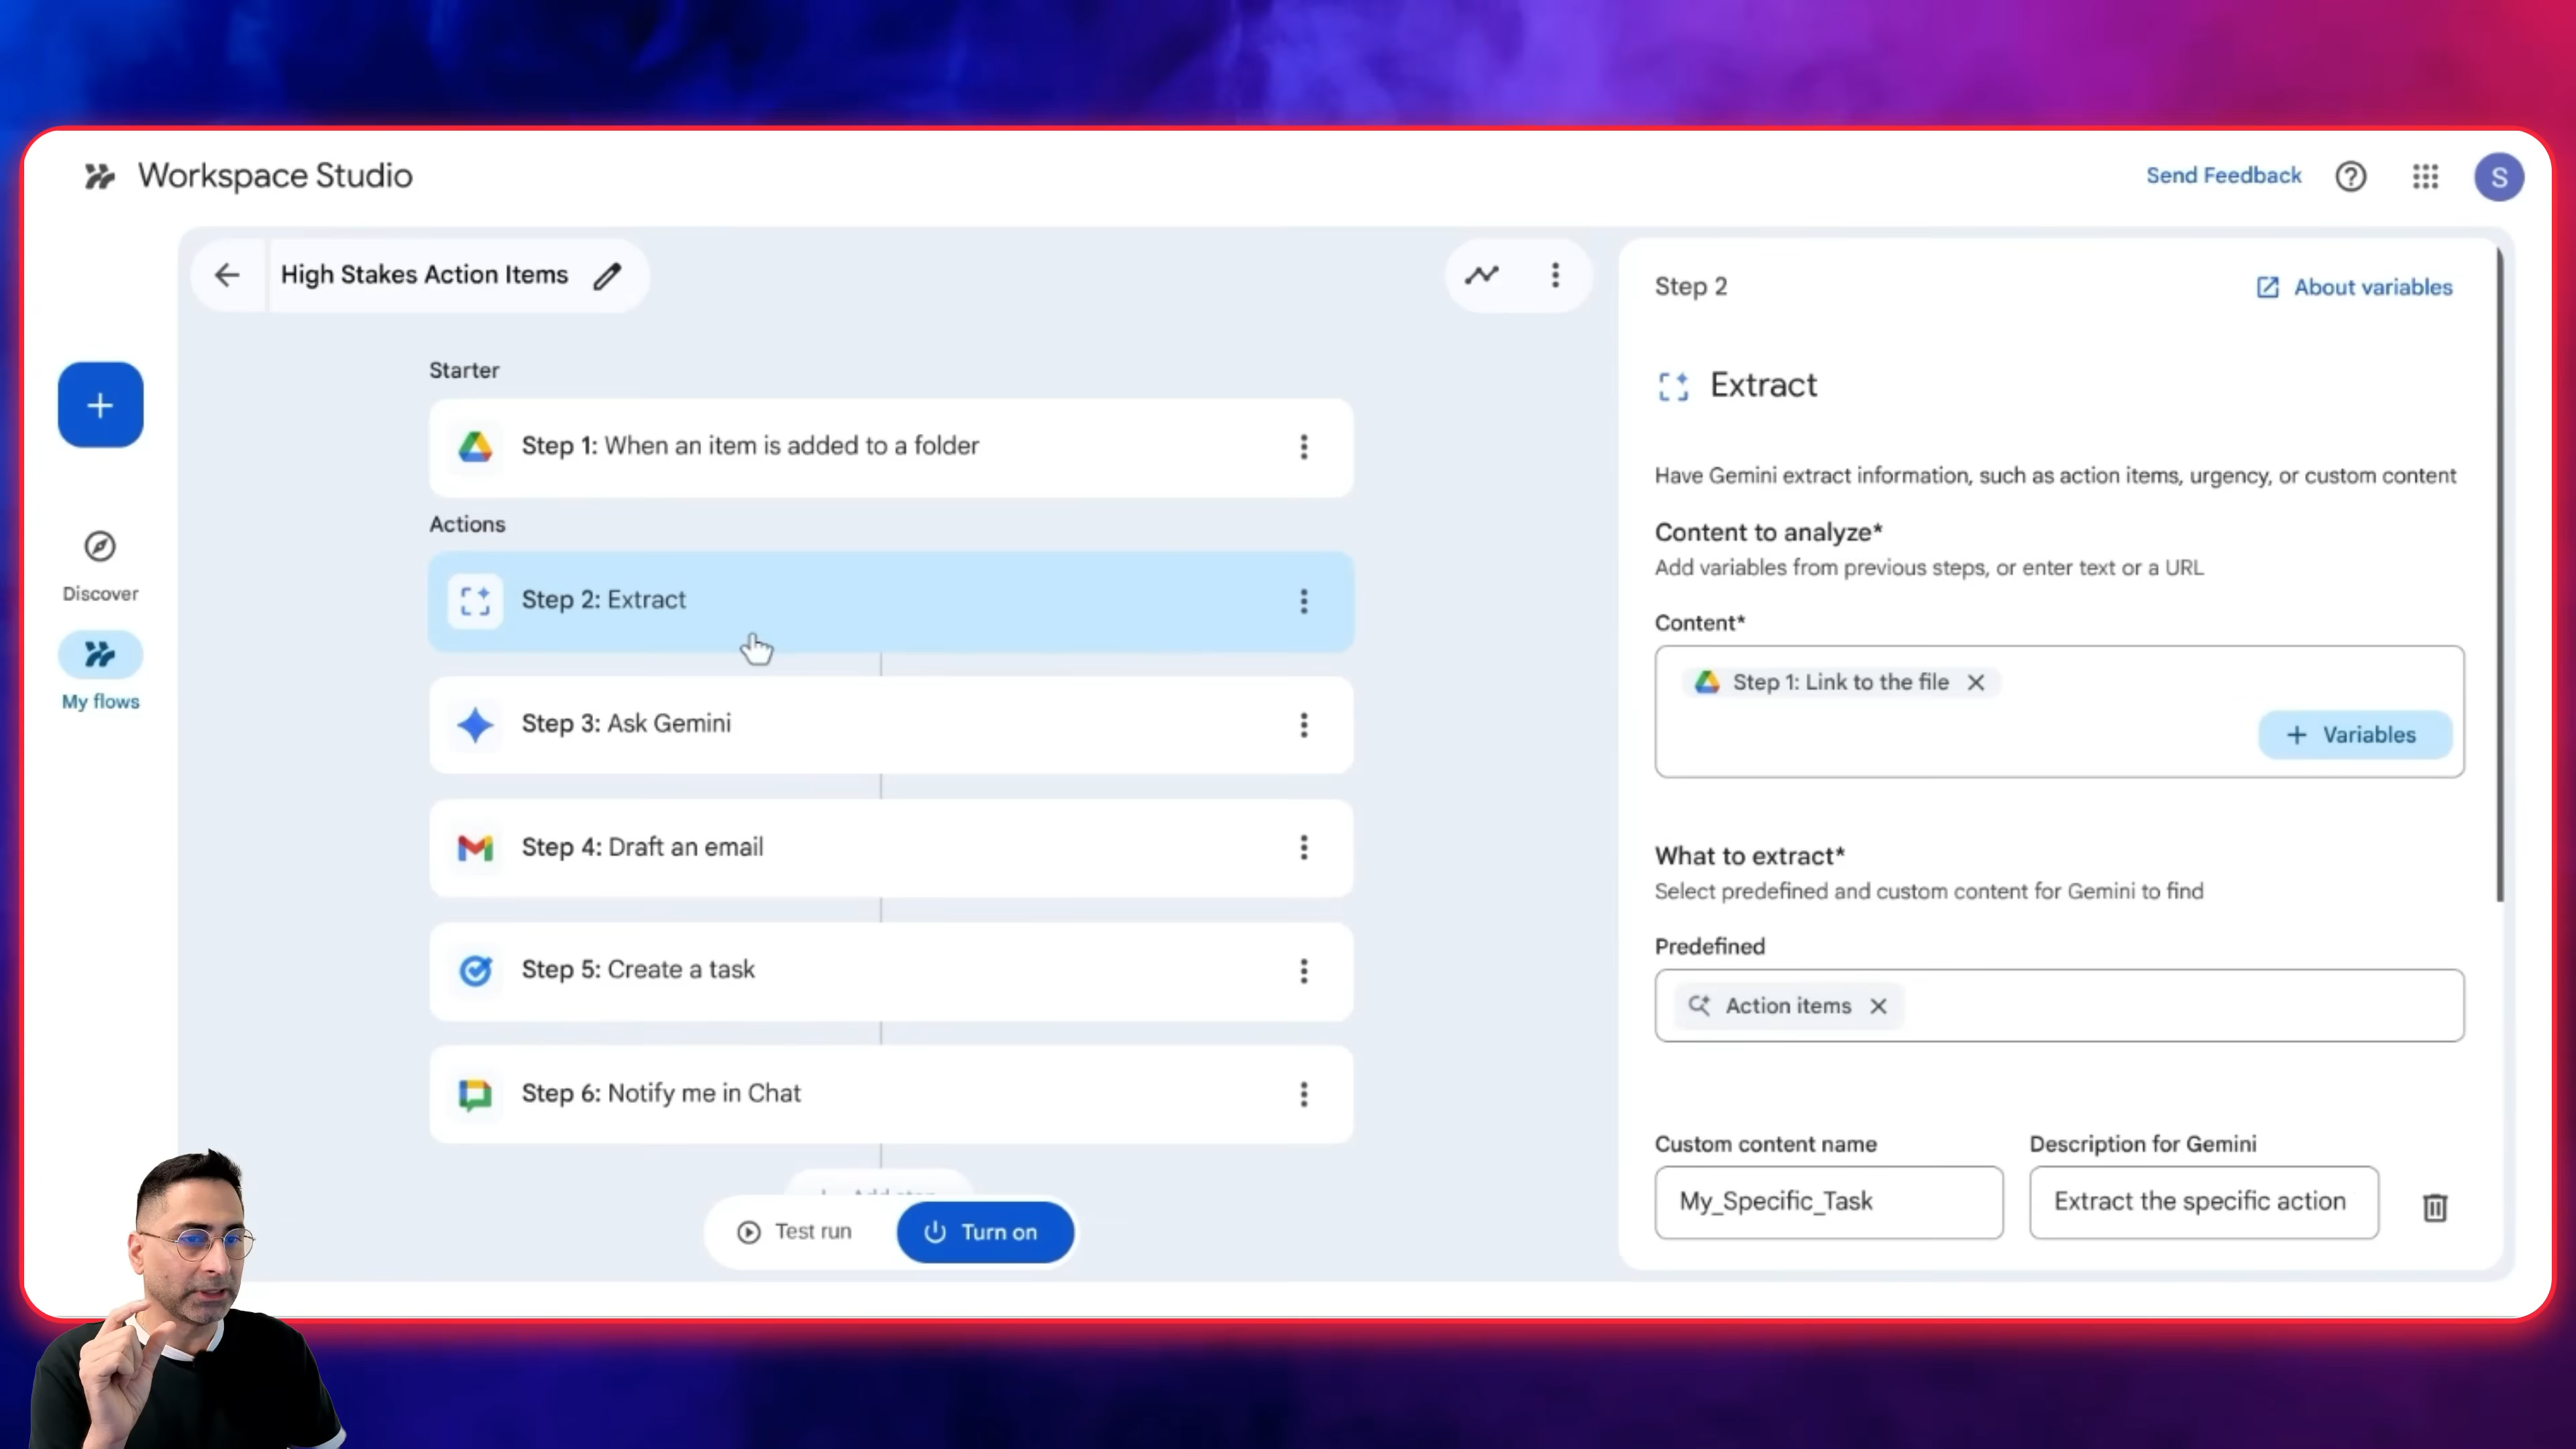 Workspace Studio
Send Feedback
S
High Stakes Action Items
Discover
My flows
Starter
Step 1: When an item is added to a folder
Actions
Step 2: Extract
Step 3: Ask Gemini
Step 4: Draft an email
Step 5: Create a task
Step 6: Notify me in Chat
Test run
Turn on
Step 2
About variables
Extract
Have Gemini extract information, such as action items, urgency, or custom content
Content to analyze*
Add variables from previous steps, or enter text or a URL
Content*
Step 1: Link to the file
+ Variables
What to extract*
Select predefined and custom content for Gemini to find
Predefined
Action items
Custom content name
Description for Gemini
My_Specific_Task
Extract the specific action